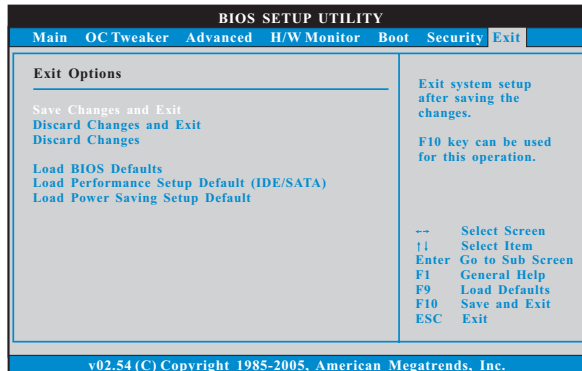 BIOS SETUP UTILITY
Main OC Tweaker Advanced H/W Monitor Boot Security Exit
Exit Options
Save Changes and Exit
Discard Changes and Exit
Discard Changes
Load BIOS Defaults
Load Performance Setup Default (IDE/SATA)
Load Power Saving Setup Default
Exit system setup
after saving the
changes.
F10 key can be used
for this operation.
←→ Select Screen
↑↓ Select Item
Enter Go to Sub Screen
F1 General Help
F9 Load Defaults
F10 Save and Exit
ESC Exit
v02.54 (C) Copyright 1985-2005, American Megatrends, Inc.